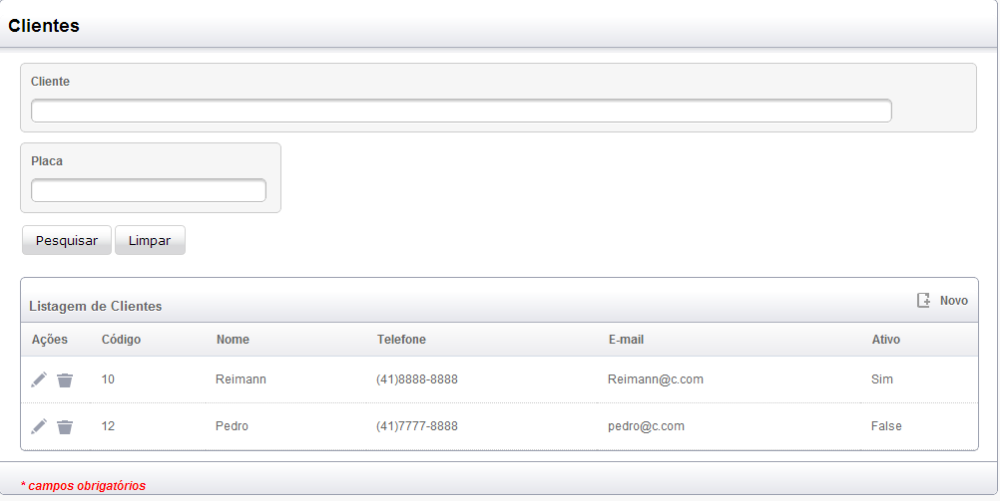 Clientes
Cliente
Placa
Pesquisar Limpar
Listagem de Clientes Novo
Ações Código Nome Telefone E-mail Ativo
10 Reimann (41)8888-8888 Reimann@c.com Sim
12 Pedro (41)7777-8888 pedro@c.com False
* campos obrigatórios